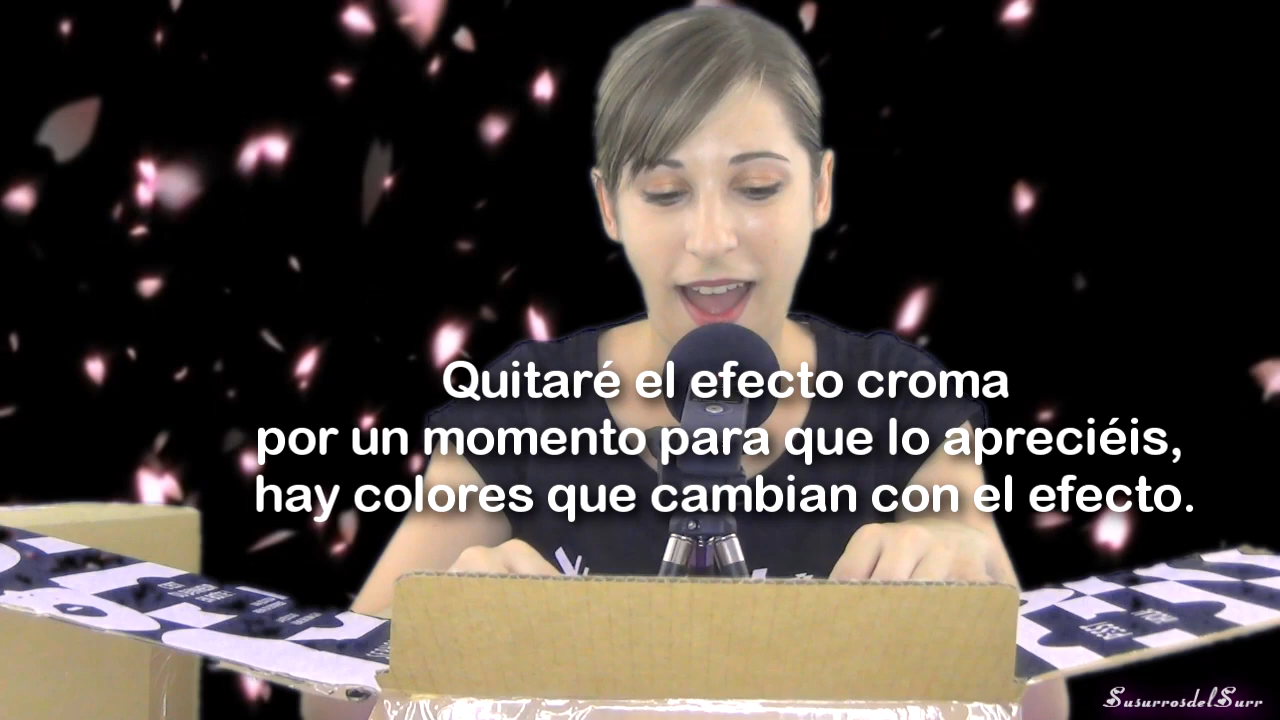 Quitaré el efecto croma
por un momento para que lo apreciéis,
hay colores que cambian con el efecto.
SusurrosdelSurr